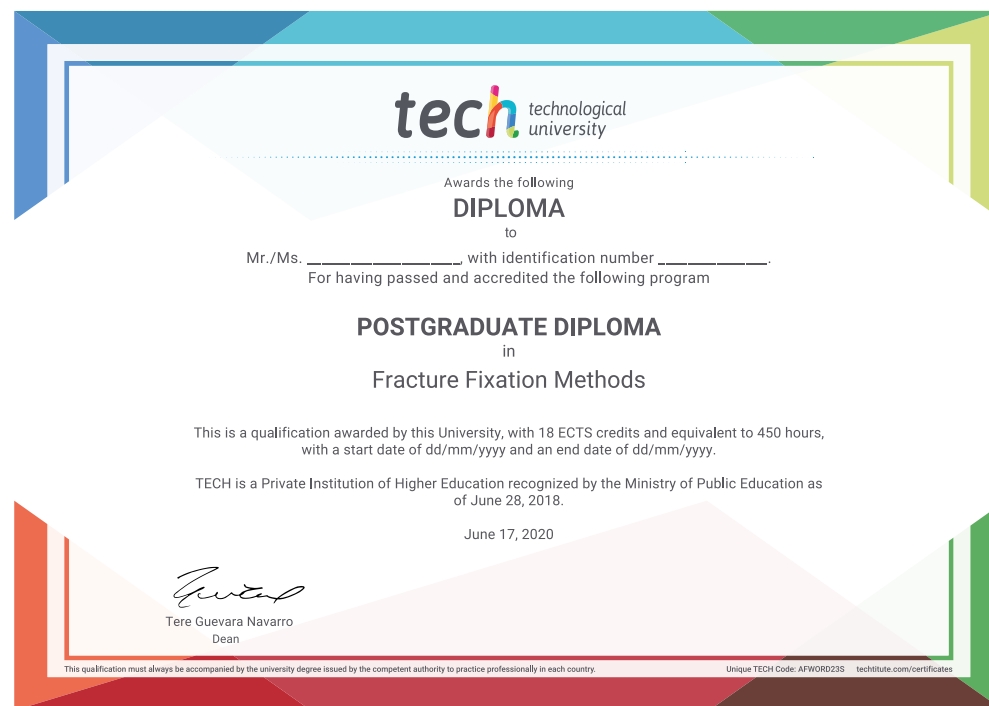 tech technological
university
Awards the following
DIPLOMA
to
Mr./Ms. ____________________, with identification number ______________.
For having passed and accredited the following program
POSTGRADUATE DIPLOMA
in
Fracture Fixation Methods
This is a qualification awarded by this University, with 18 ECTS credits and equivalent to 450 hours,
with a start date of dd/mm/yyyy and an end date of dd/mm/yyyy.
TECH is a Private Institution of Higher Education recognized by the Ministry of Public Education as
of June 28, 2018.
June 17, 2020
Tere Guevara Navarro
Dean
This qualification must always be accompanied by the university degree issued by the competent authority to practice professionally in each country.
Unique TECH Code: AFWORD23S techtitute.com/certificates